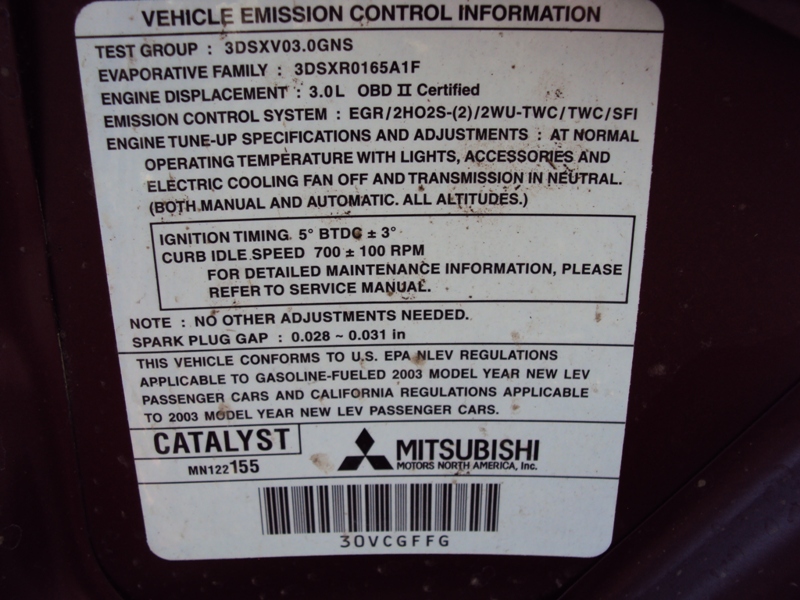 VEHICLE EMISSION CONTROL INFORMATION
TEST GROUP : 3DSXV03.0GNS
EVAPORATIVE FAMILY : 3DSXR0165A1F
ENGINE DISPLACEMENT : 3.0L OBD II Certified
EMISSION CONTROL SYSTEM : EGR/2HO2S-(2)/2WU-TWC/TWC/SFI
ENGINE TUNE-UP SPECIFICATIONS AND ADJUSTMENTS : AT NORMAL
OPERATING TEMPERATURE WITH LIGHTS, ACCESSORIES AND
ELECTRIC COOLING FAN OFF AND TRANSMISSION IN NEUTRAL.
(BOTH MANUAL AND AUTOMATIC. ALL ALTITUDES.)
IGNITION TIMING 5° BTDC ± 3°
CURB IDLE SPEED 700 ± 100 RPM
FOR DETAILED MAINTENANCE INFORMATION, PLEASE
REFER TO SERVICE MANUAL.
NOTE : NO OTHER ADJUSTMENTS NEEDED.
SPARK PLUG GAP : 0.028 ~ 0.031 in
THIS VEHICLE CONFORMS TO U.S. EPA NLEV REGULATIONS
APPLICABLE TO GASOLINE-FUELED 2003 MODEL YEAR NEW LEV
PASSENGER CARS AND CALIFORNIA REGULATIONS APPLICABLE
TO 2003 MODEL YEAR NEW LEV PASSENGER CARS.
CATALYST
MN122155
MITSUBISHI
MOTORS NORTH AMERICA, Inc.
30VCGFFG